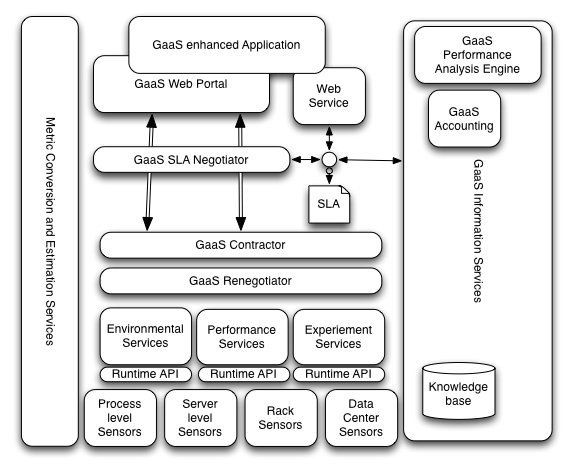 GaaS enhanced Application
GaaS Web Portal
Web
Service
GaaS SLA Negotiator
SLA
GaaS Contractor
GaaS Renegotiator
Environmental
Services
Performance
Services
Experiement
Services
Runtime API
Runtime API
Runtime API
Process
level
Sensors
Server
level
Sensors
Rack
Sensors
Data
Center
Sensors
Metric Conversion and Estimation Services
GaaS
Performance
Analysis Engine
GaaS
Accounting
GaaS Information Services
Knowledge
base